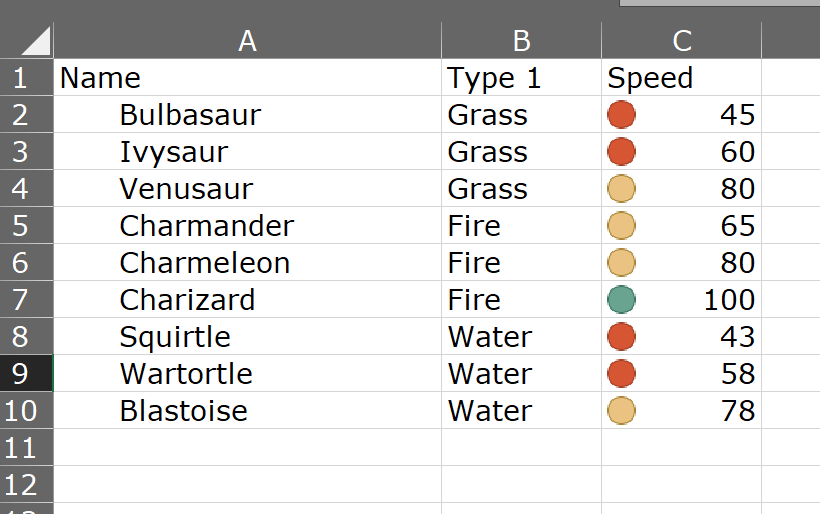 A B C
1 Name Type 1 Speed
2 Bulbasaur Grass 45
3 Ivysaur Grass 60
4 Venusaur Grass 80
5 Charmander Fire 65
6 Charmeleon Fire 80
7 Charizard Fire 100
8 Squirtle Water 43
9 Wartortle Water 58
10 Blastoise Water 78
11
12